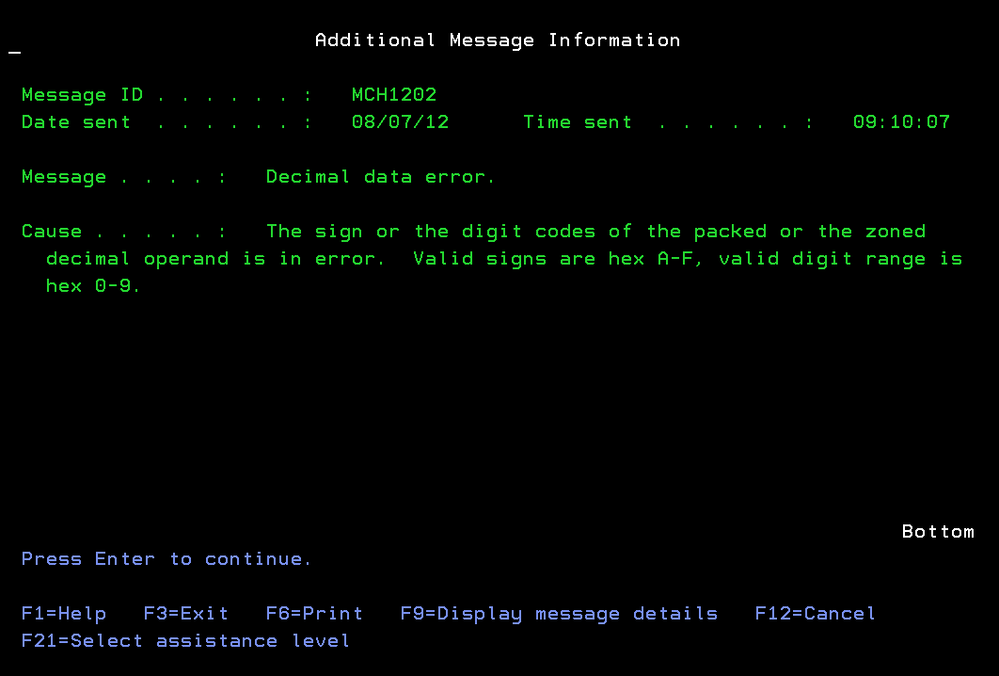 Additional Message Information
Message ID . . . . . . :   MCH1202
Date sent  . . . . . . :   08/07/12      Time sent  . . . . . . :   09:10:07
Message . . . . :   Decimal data error.
Cause . . . . . :   The sign or the digit codes of the packed or the zoned
decimal operand is in error.  Valid signs are hex A-F, valid digit range is
hex 0-9.
Bottom
Press Enter to continue.
F1=Help   F3=Exit   F6=Print   F9=Display message details   F12=Cancel
F21=Select assistance level